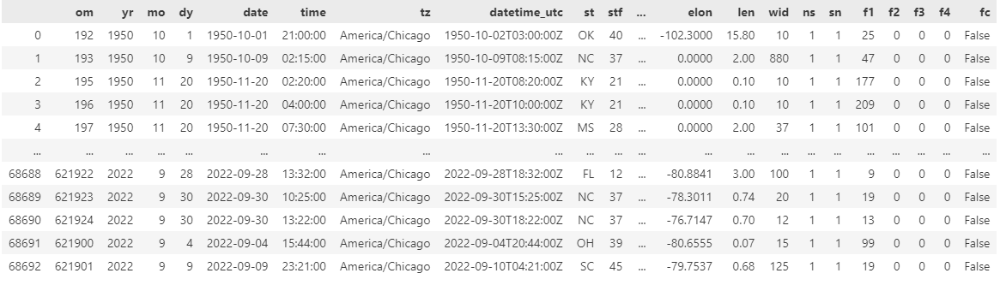 om yr mo dy date time tz datetime_utc st stf ... elon len wid ns sn f1 f2 f3 f4 fc
0 192 1950 10 1 1950-10-01 21:00:00 America/Chicago 1950-10-02T03:00:00Z OK 40 ... -102.3000 15.80 10 1 1 25 0 0 0 False
1 193 1950 10 9 1950-10-09 02:15:00 America/Chicago 1950-10-09T08:15:00Z NC 37 ... 0.0000 2.00 880 1 1 47 0 0 0 False
2 195 1950 11 20 1950-11-20 02:20:00 America/Chicago 1950-11-20T08:20:00Z KY 21 ... 0.0000 0.10 10 1 1 177 0 0 0 False
3 196 1950 11 20 1950-11-20 04:00:00 America/Chicago 1950-11-20T10:00:00Z KY 21 ... 0.0000 0.10 10 1 1 209 0 0 0 False
4 197 1950 11 20 1950-11-20 07:30:00 America/Chicago 1950-11-20T13:30:00Z MS 28 ... 0.0000 2.00 37 1 1 101 0 0 0 False
... ... ... ... ... ... ... ... ... ... ... ... ... ... ... ... ... ... ... ... ... ...
68688 621922 2022 9 28 2022-09-28 13:32:00 America/Chicago 2022-09-28T18:32:00Z FL 12 ... -80.8841 3.00 100 1 1 9 0 0 0 False
68689 621923 2022 9 30 2022-09-30 10:25:00 America/Chicago 2022-09-30T15:25:00Z NC 37 ... -78.3011 0.74 20 1 1 19 0 0 0 False
68690 621924 2022 9 30 2022-09-30 13:22:00 America/Chicago 2022-09-30T18:22:00Z NC 37 ... -76.7147 0.70 12 1 1 13 0 0 0 False
68691 621900 2022 9 4 2022-09-04 15:44:00 America/Chicago 2022-09-04T20:44:00Z OH 39 ... -80.6555 0.07 15 1 1 99 0 0 0 False
68692 621901 2022 9 9 2022-09-09 23:21:00 America/Chicago 2022-09-10T04:21:00Z SC 45 ... -79.7537 0.68 125 1 1 19 0 0 0 False